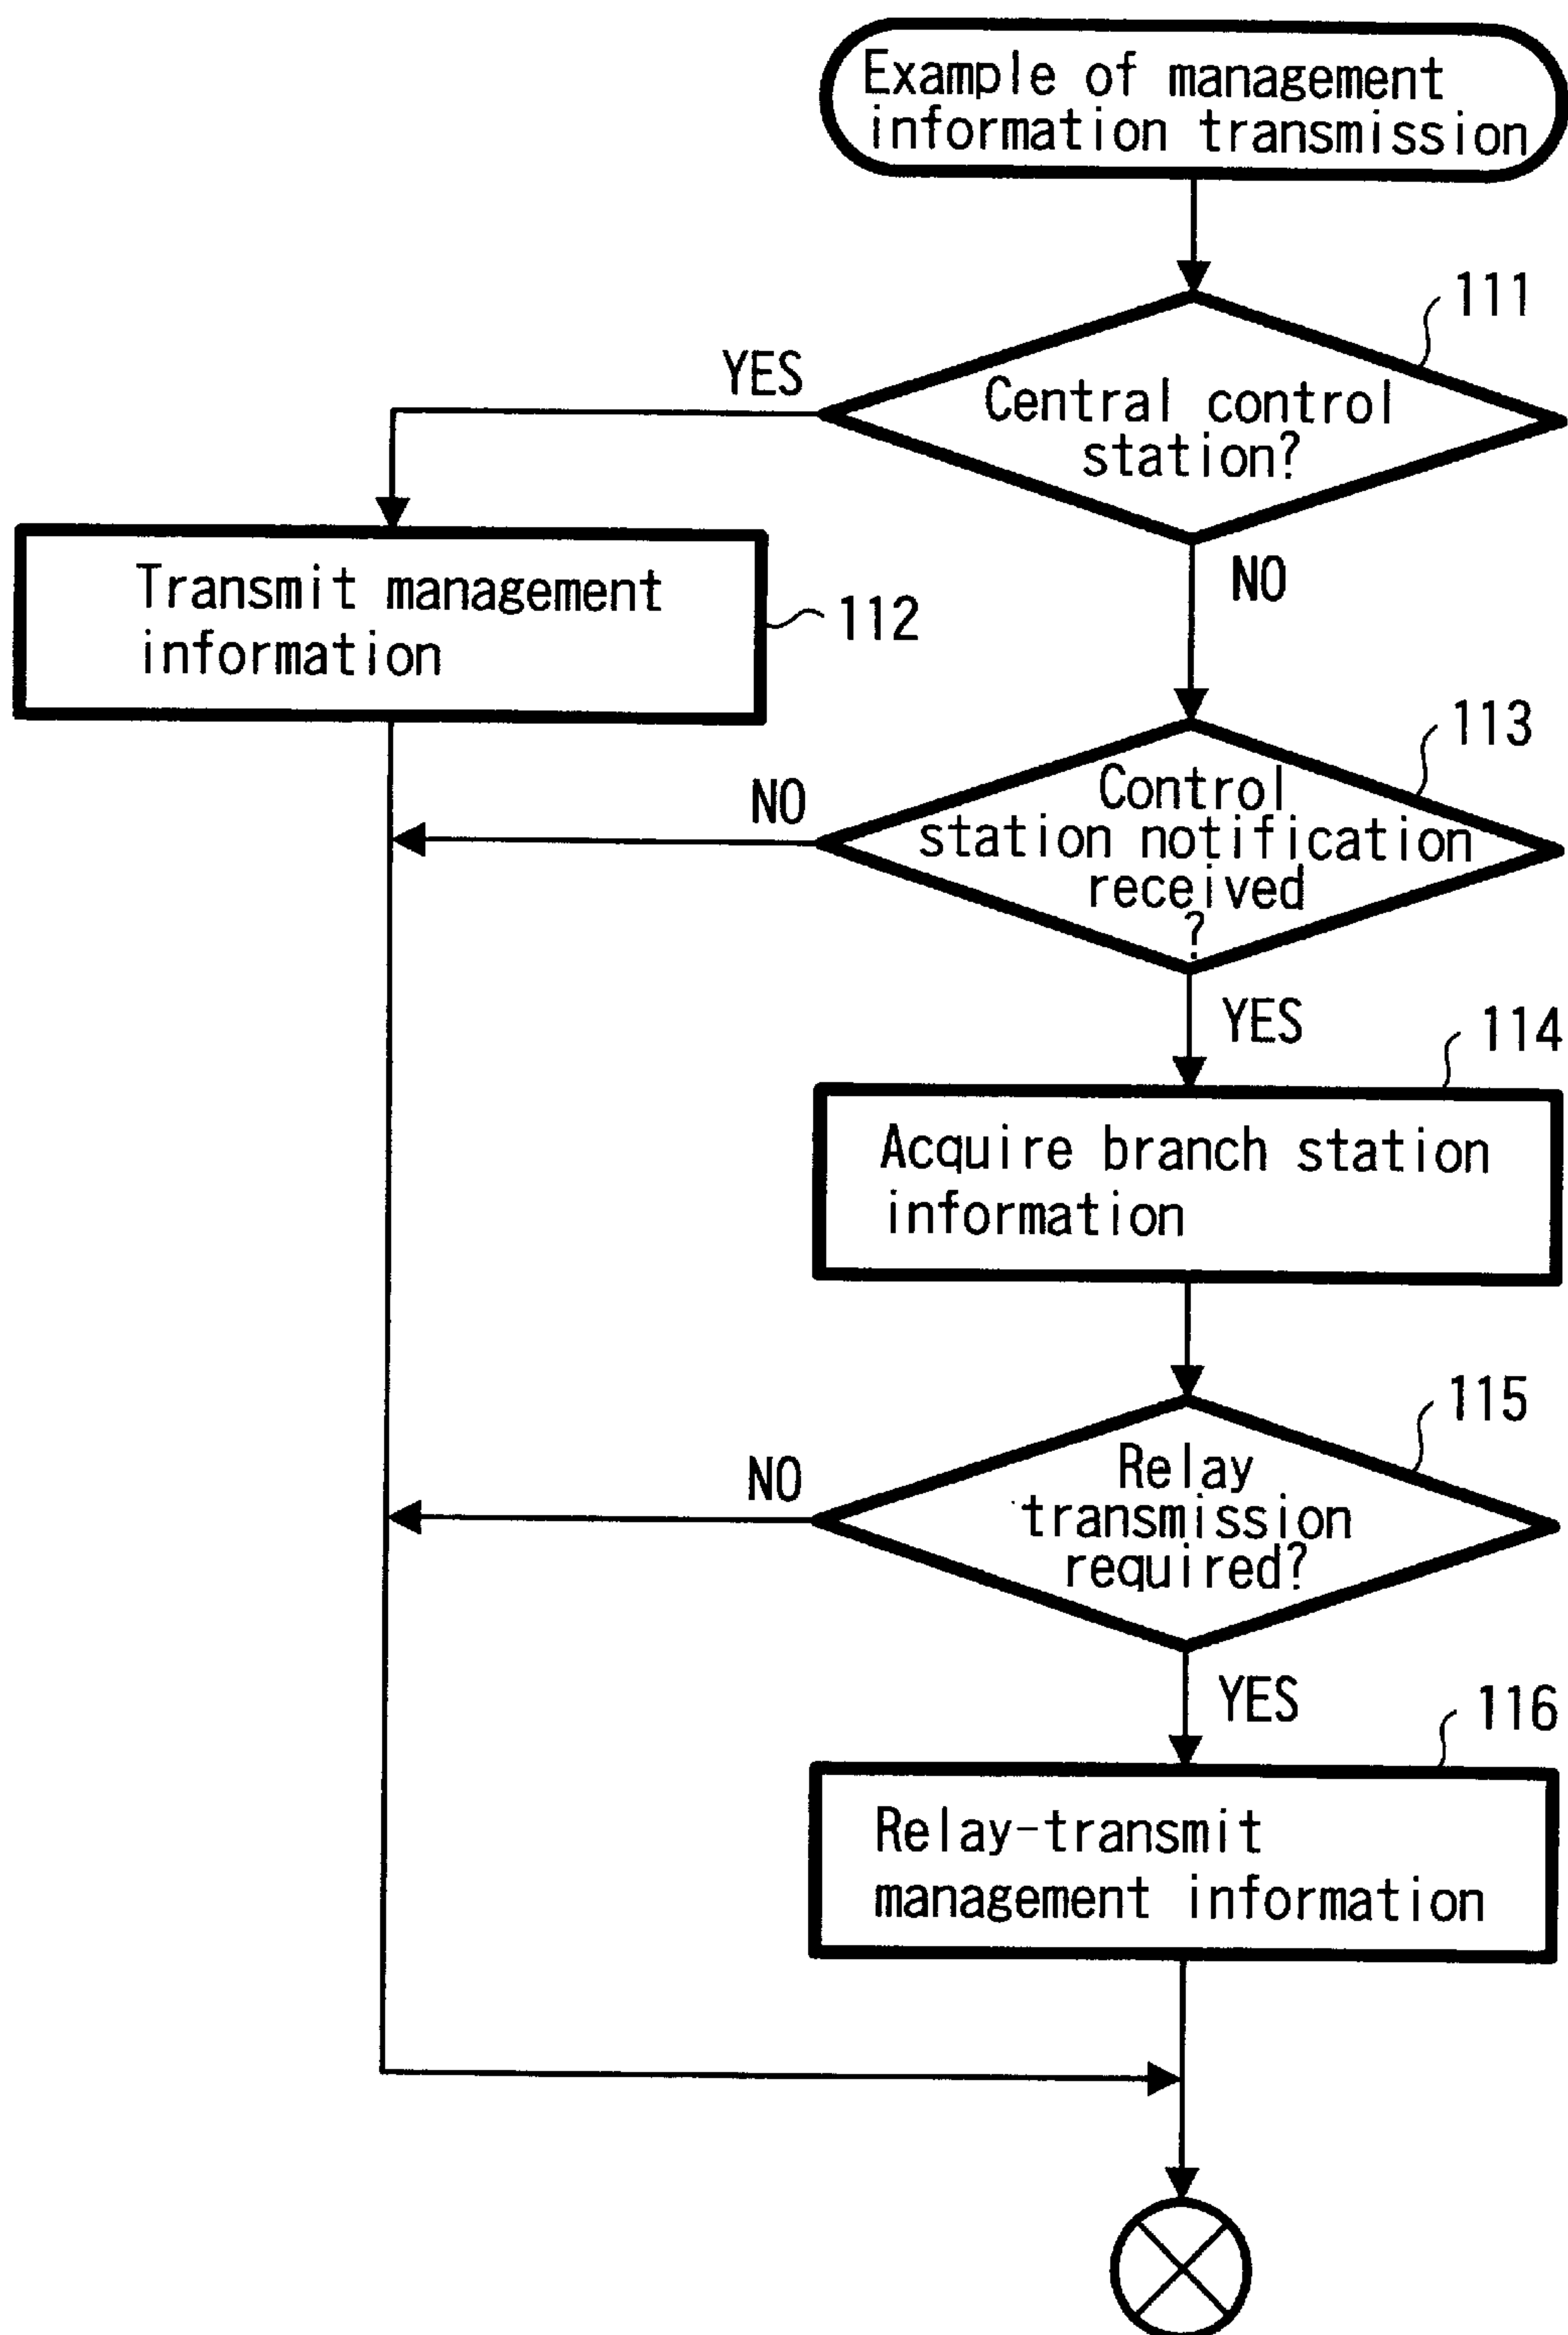 Example of management
information transmission
111
YES
Central control
station?
NO
Transmit management
information
112
113
NO
Control
station notification
received
?
YES
114
Acquire branch station
information
115
NO
Relay
transmission
required?
YES
116
Relay-transmit
management information